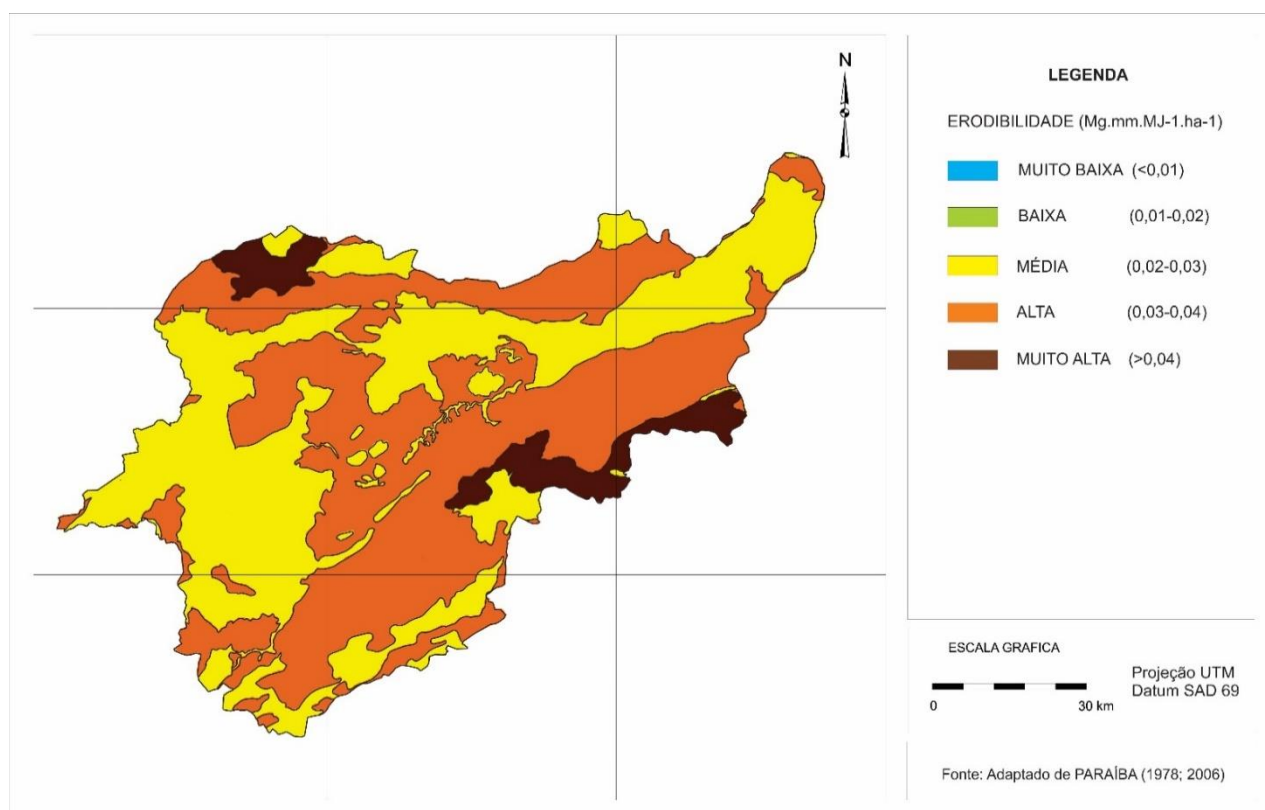 N
LEGENDA
ERODIBILIDADE (Mg.mm.MJ-1.ha-1)
MUITO BAIXA (<0,01)
BAIXA (0,01-0,02)
MÉDIA (0,02-0,03)
ALTA (0,03-0,04)
MUITO ALTA (>0,04)
ESCALA GRAFICA
0 30 km
Projeção UTM
Datum SAD 69
Fonte: Adaptado de PARAÍBA (1978; 2006)